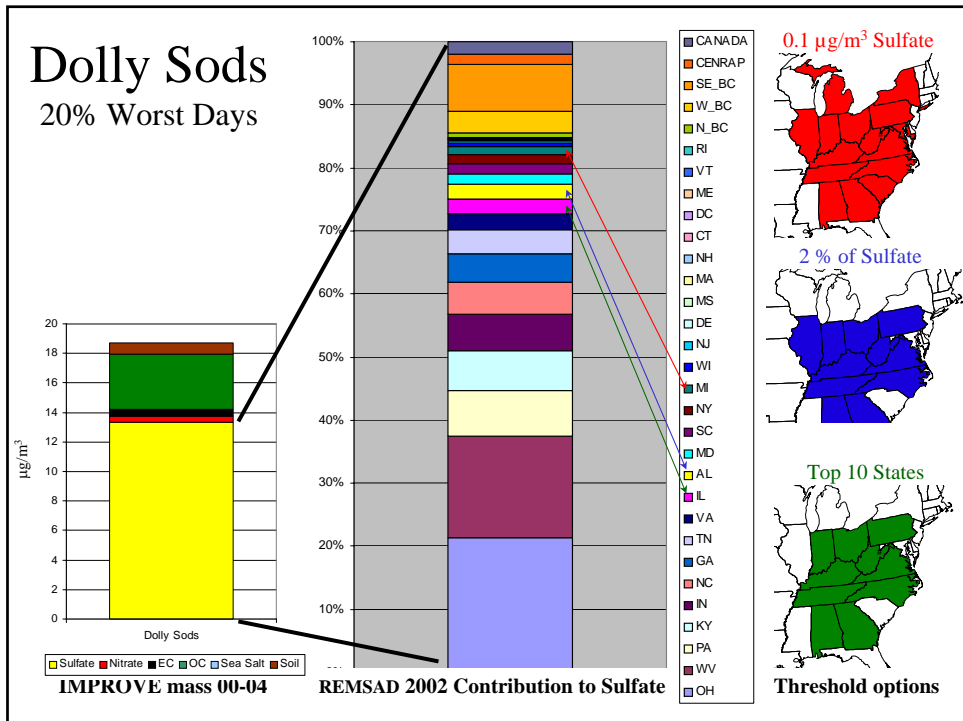 Dolly Sods
20% Worst Days
20
18
16
14
12
10
8
6
4
2
0
µg/m³
Dolly Sods
Sulfate Nitrate EC OC Sea Salt Soil
IMPROVE mass 00-04
100%
90%
80%
70%
60%
50%
40%
30%
20%
10%
REMSAD 2002 Contribution to Sulfate
CANADA
CENRAP
SE_BC
W_BC
N_BC
RI
VT
ME
DC
CT
NH
MA
MS
DE
NJ
WI
MI
NY
SC
MD
AL
IL
VA
TN
GA
NC
IN
KY
PA
WV
OH
0.1 µg/m³ Sulfate
2 % of Sulfate
Top 10 States
Threshold options